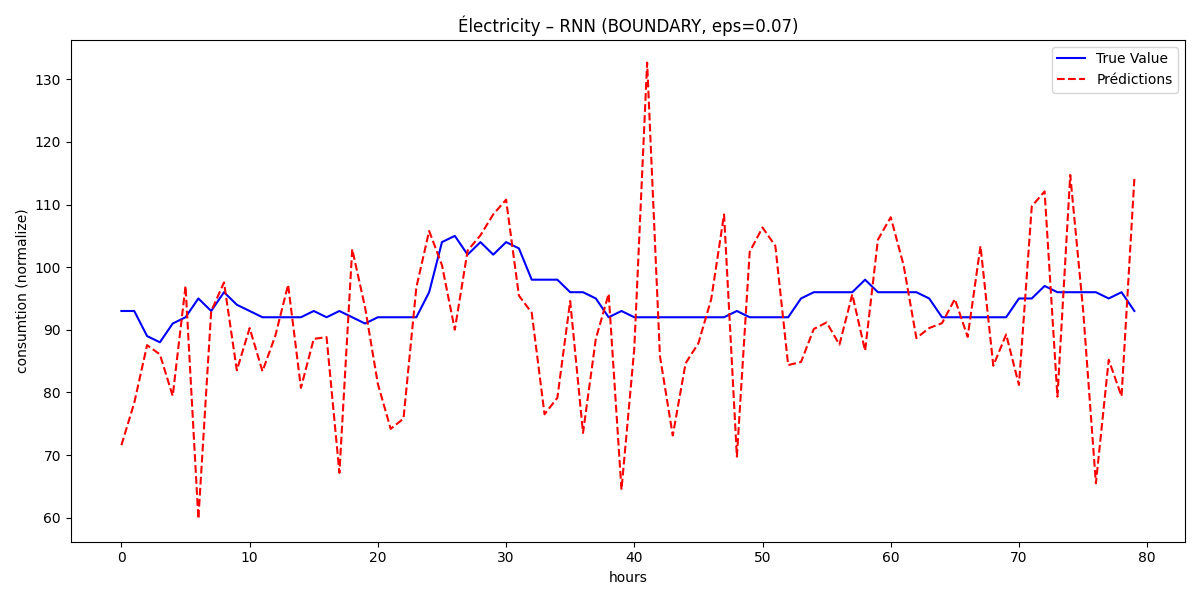 Électricity – RNN (BOUNDARY, eps=0.07)
True Value
Prédictions
consumtion (normalize)
130
120
110
100
90
80
70
60
0 10 20 30 40 50 60 70 80
hours